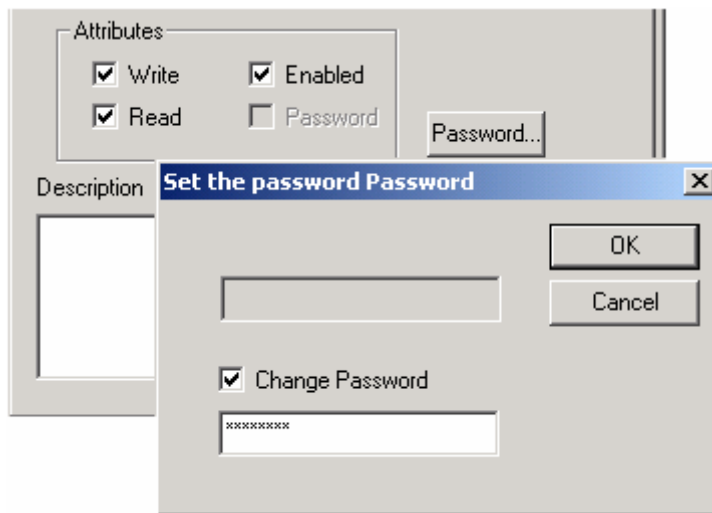 Attributes
Write Enabled
Read Password
Password...
Description
Set the password Password
OK
Cancel
Change Password
********